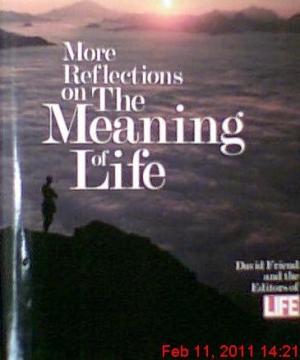 More
Reflections
on The
Meaning
of
Life
David Friend
and the
Editors of
LIFE
Feb 11, 2011 14:21